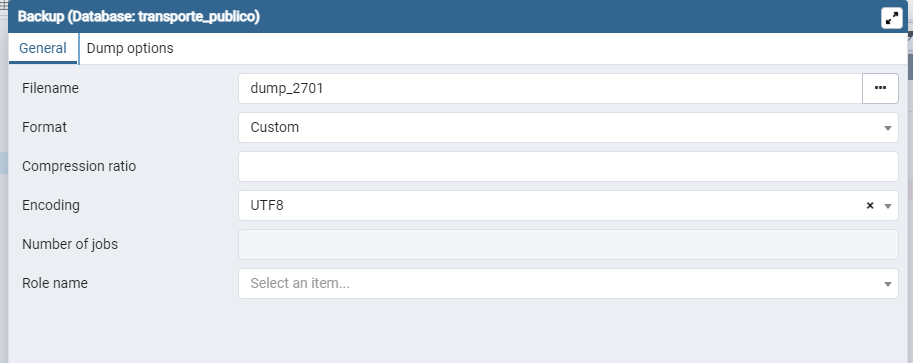 Backup (Database: transporte_publico)
General Dump options
Filename dump_2701
Format Custom
Compression ratio
Encoding UTF8
Number of jobs
Role name Select an item...